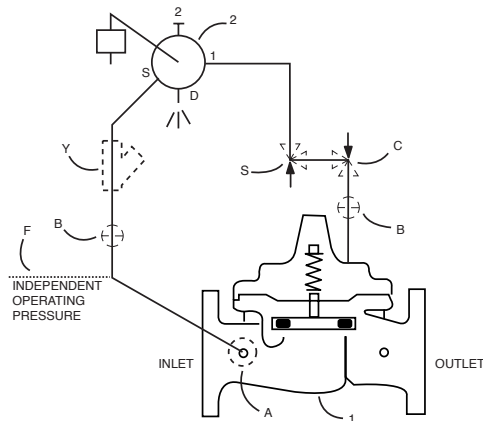 2
2
1
S
D
Y
S
C
B
B
F
INDEPENDENT
OPERATING
PRESSURE
INLET
OUTLET
A
1